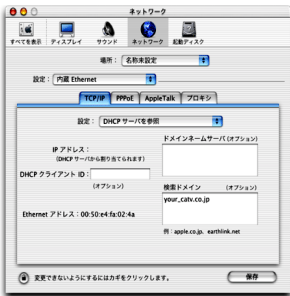 ネットワーク
すべてを表示 ディスプレイ サウンド ネットワーク 起動ディスク
場所： 名称未設定
設定： 内蔵 Ethernet
TCP/IP PPPoE AppleTalk プロキシ
設定： DHCP サーバを参照
ドメインネームサーバ (オプション)
IP アドレス：
(DHCP サーバから割り当てられます)
DHCP クライアント ID：
(オプション)
検索ドメイン (オプション)
your_catv.co.jp
Ethernet アドレス：00:50:e4:fa:02:4a
例：apple.co.jp、earthlink.net
変更できないようにするにはカギをクリックします。
保存